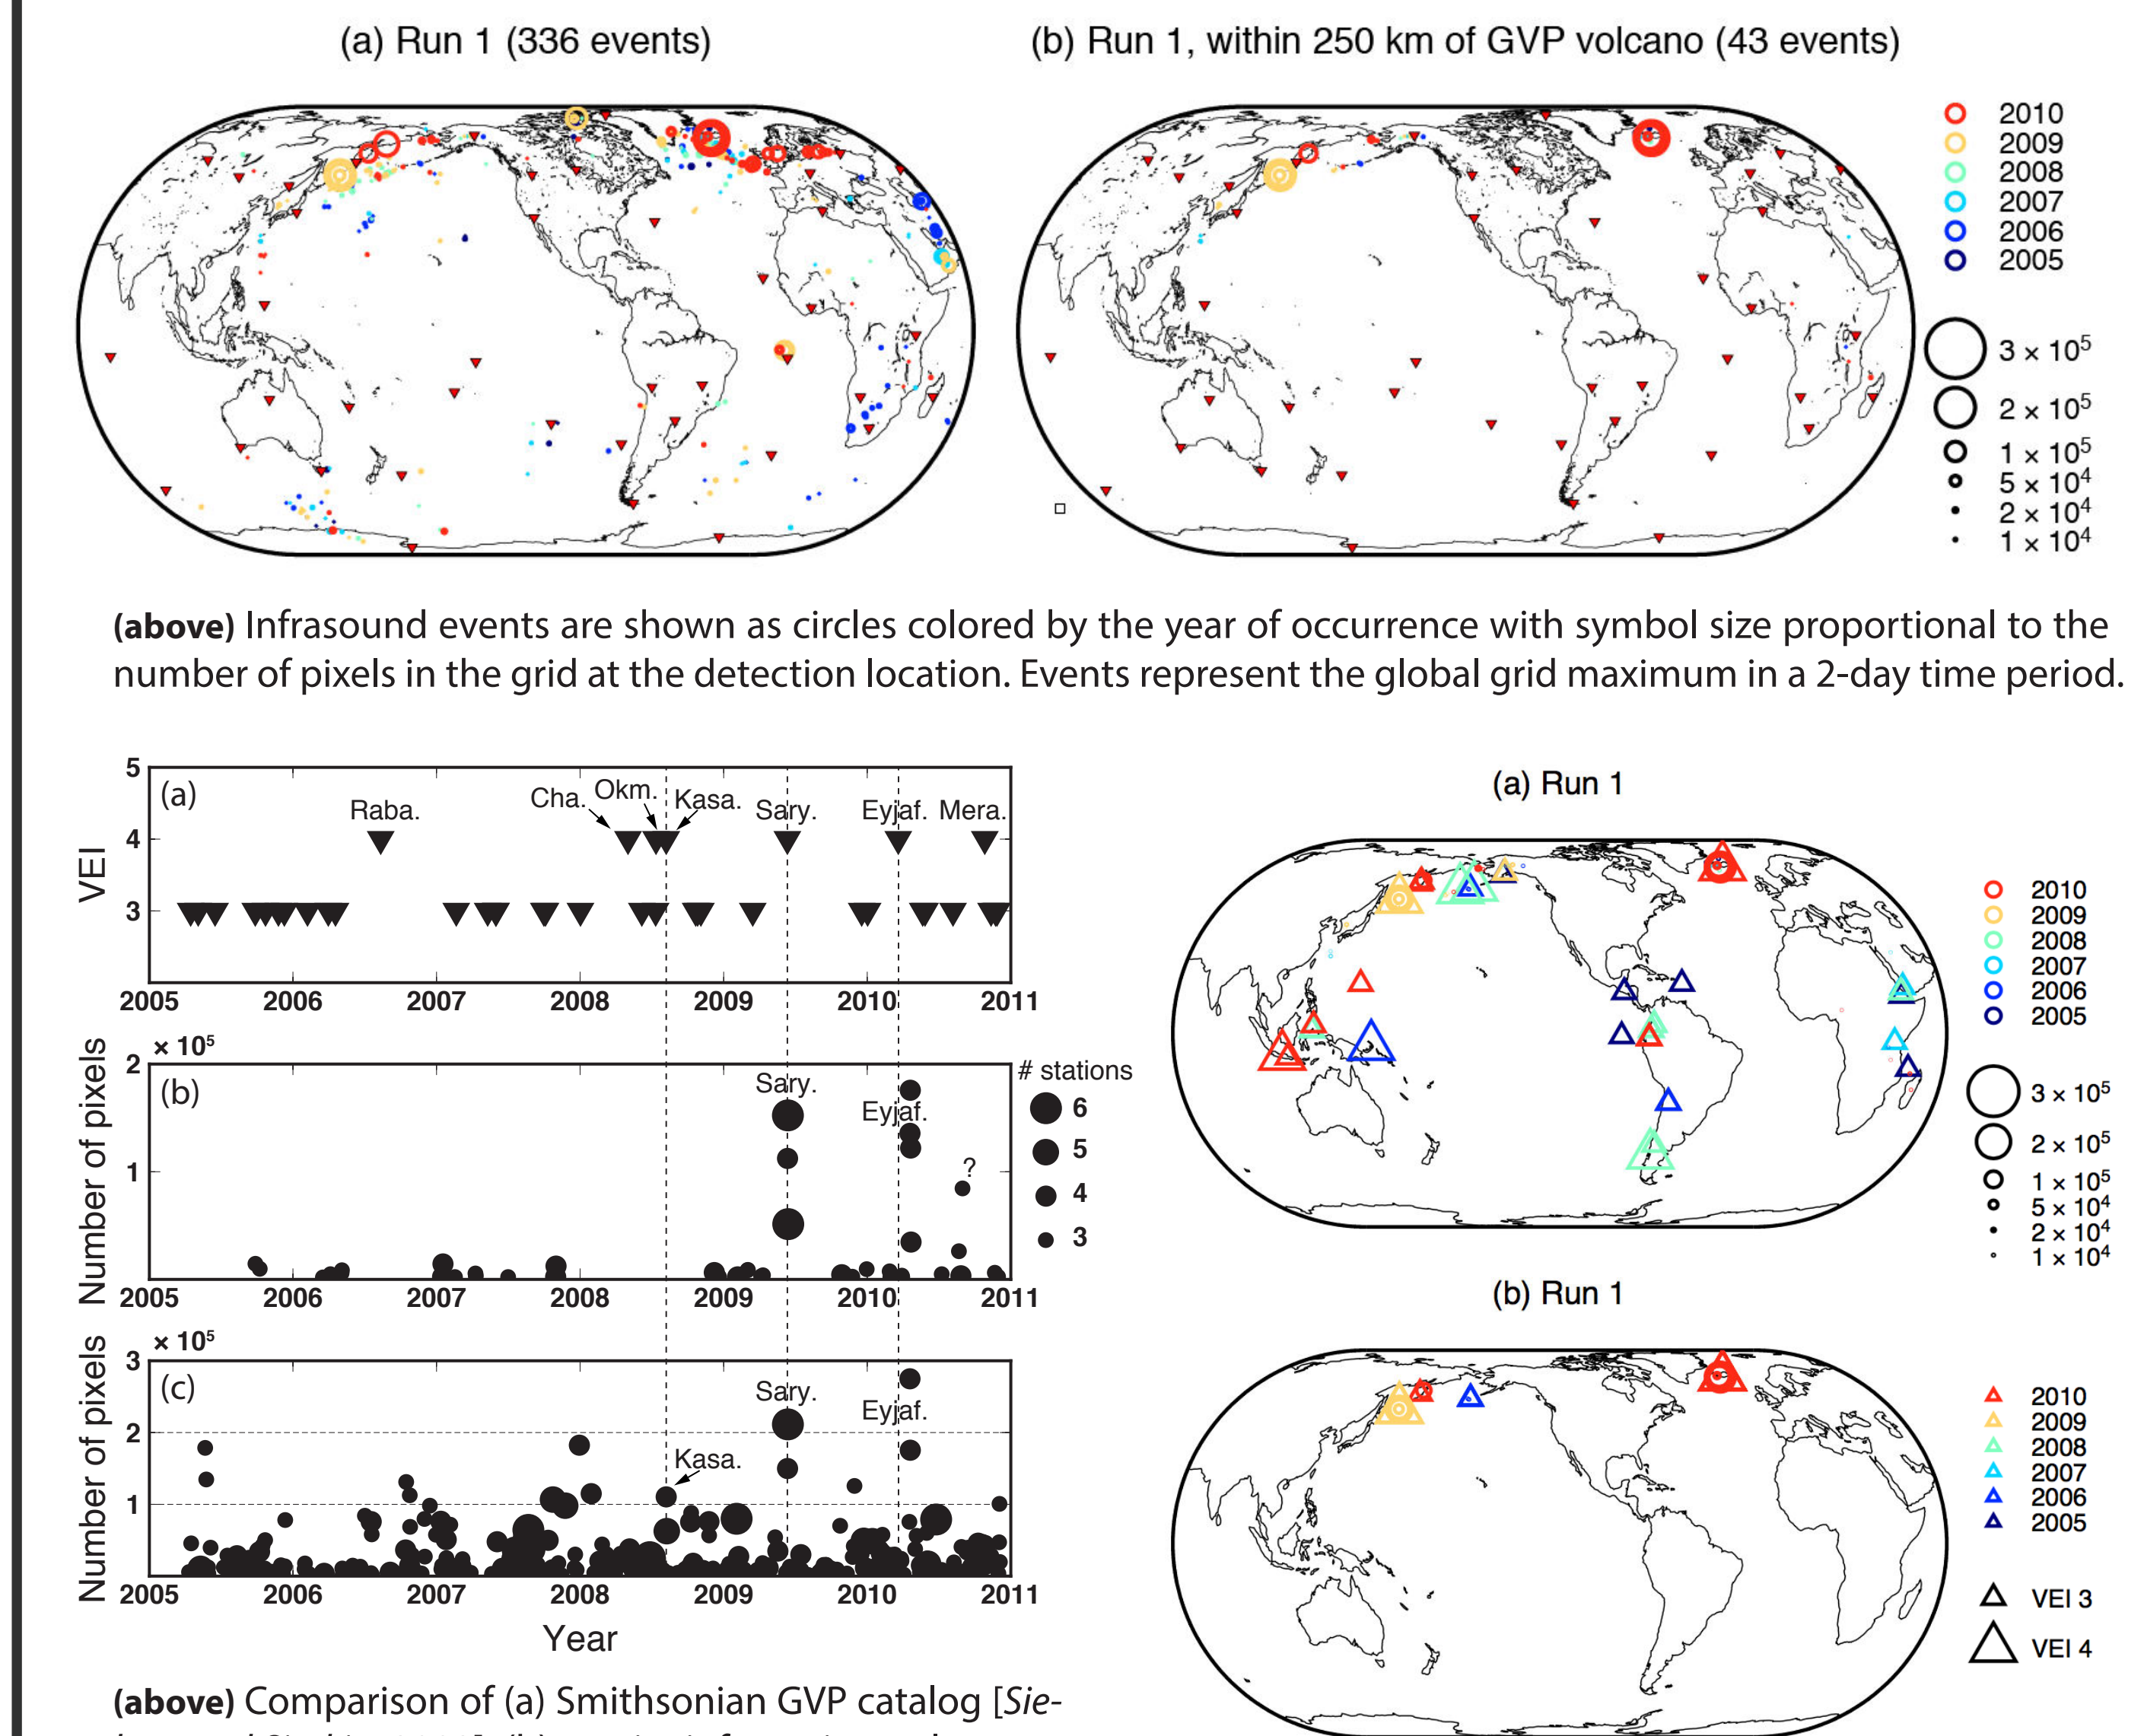 (a) Run 1 (336 events)
(b) Run 1, within 250 km of GVP volcano (43 events)
2010
2009
2008
2007
2006
2005
3 × 10⁵
2 × 10⁵
1 × 10⁵
5 × 10⁴
2 × 10⁴
1 × 10⁴
(above) Infrasound events are shown as circles colored by the year of occurrence with symbol size proportional to the
number of pixels in the grid at the detection location. Events represent the global grid maximum in a 2-day time period.
5
(a)
Raba.
Cha.
Okm.
Kasa.
Sary.
Eyjaf.
Mera.
VEI
4
3
2005 2006 2007 2008 2009 2010 2011
× 10⁵
2
(b)
Sary.
Eyjaf.
?
Number of pixels
1
2005 2006 2007 2008 2009 2010 2011
# stations
6
5
4
3
× 10⁵
3
(c)
Sary.
Eyjaf.
Kasa.
Number of pixels
2
1
2005 2006 2007 2008 2009 2010 2011
Year
(above) Comparison of (a) Smithsonian GVP catalog [Sie-
(a) Run 1
2010
2009
2008
2007
2006
2005
3 × 10⁵
2 × 10⁵
1 × 10⁵
5 × 10⁴
2 × 10⁴
1 × 10⁴
(b) Run 1
2010
2009
2008
2007
2006
2005
VEI 3
VEI 4